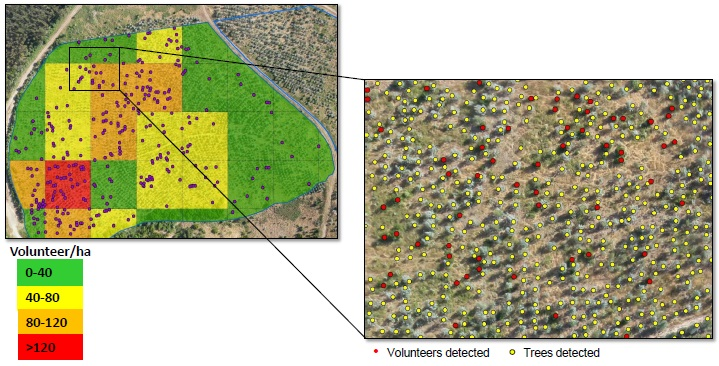 Volunteer/ha
0-40
40-80
80-120
>120
Volunteers detected
Trees detected